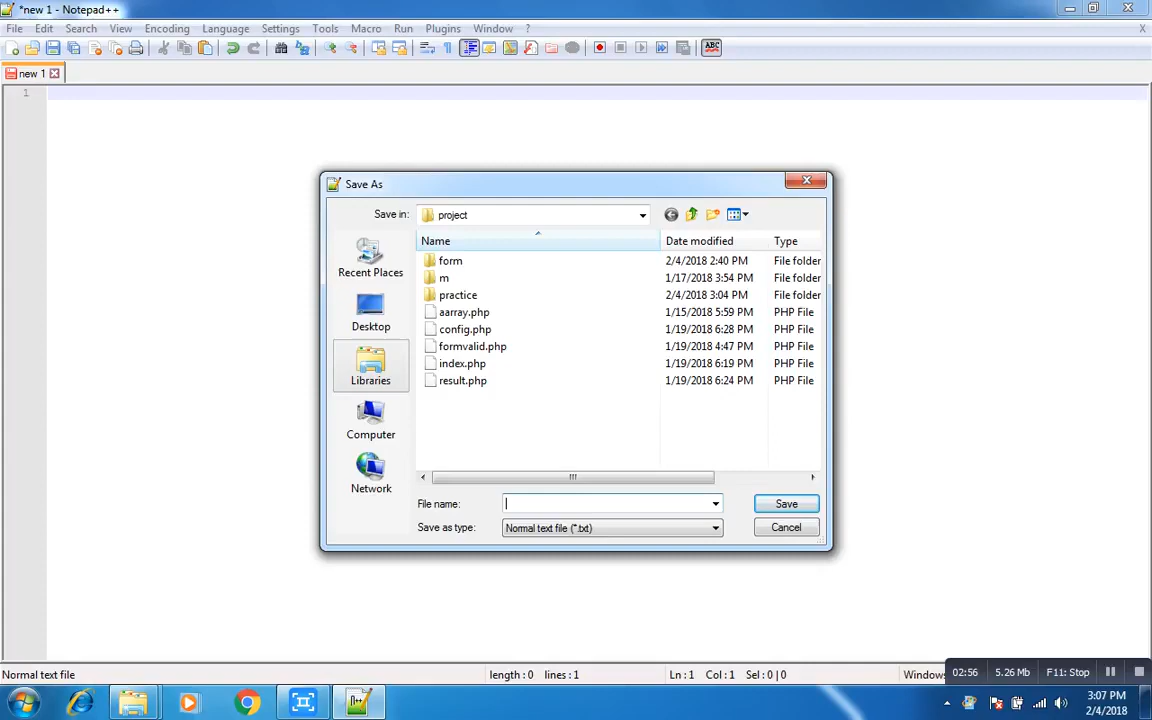 *new 1 - Notepad++
File Edit Search View Encoding Language Settings Tools Macro Run Plugins Window ? X
ABC
new 1
1
Save As
Save in: project
Name Date modified Type
Recent Places
Desktop
Libraries
Computer
Network
form 2/4/2018 2:40 PM File folder
m 1/17/2018 3:54 PM File folder
practice 2/4/2018 3:04 PM File folder
aarray.php 1/15/2018 5:59 PM PHP File
config.php 1/19/2018 6:28 PM PHP File
formvalid.php 1/19/2018 4:47 PM PHP File
index.php 1/19/2018 6:19 PM PHP File
result.php 1/19/2018 6:24 PM PHP File
File name: Save
Save as type: Normal text file (*.txt) Cancel
Normal text file length : 0 lines : 1 Ln : 1 Col : 1 Sel : 0 | 0 Windows
02:56 5.26 Mb F11: Stop
3:07 PM
2/4/2018